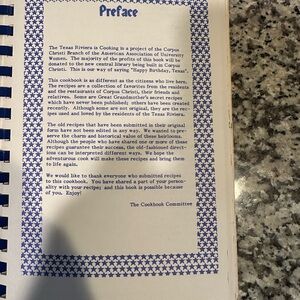 Preface
The Texas Riviera is Cooking is a project of the Corpus
Christi Branch of the American Association of University
Women. The majority of the profits of this book will be
donated to the new central library being built in Corpus
Christi. This is our way of saying "Happy Birthday, Texas".
This cookbook is as different as the citizens who live here.
The recipes are a collection of favorites from the residents
and the restaurants of Corpus Christi, their friends and
relatives. Some are Great Grandmother's secret recipes
which have never been published; others have been created
recently. Although some are not original, they are the rec-
ipes used and loved by the residents of the Texas Riviera.
The old recipes that have been submitted in their original
form have not been edited in any way. We wanted to pre-
serve the charm and historical value of these heirlooms.
Although the people who have shared one or more of these
recipes guarantee their success, the old-fashioned direct-
ions can be interpreted different ways. We hope the
adventurous cook will make these recipes and bring them
to life again.
We would like to thank everyone who submitted recipes
to this cookbook. You have shared a part of your person-
ality with your recipes; and this book is possible because
of you. Enjoy!
The Cookbook Committee